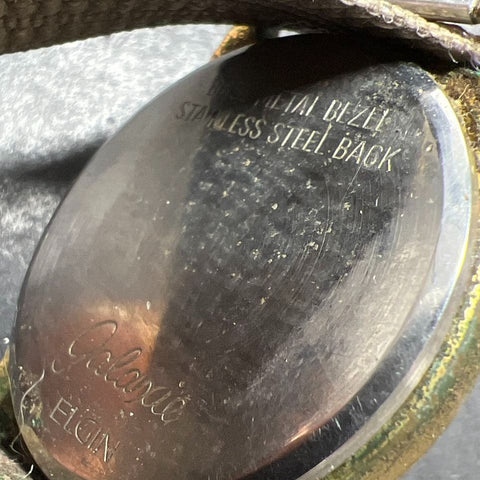 METAL BEZEL
STAINLESS STEEL BACK
Galaxie
ELGIN